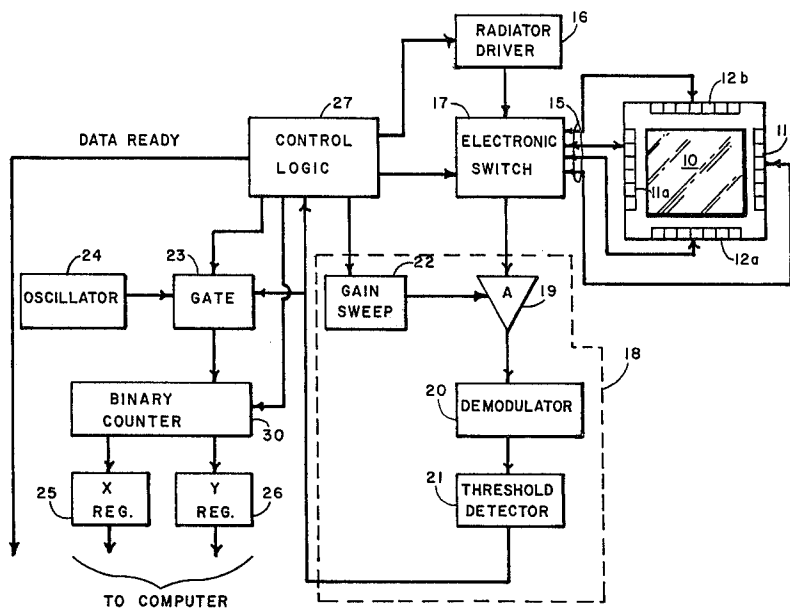 16
RADIATOR
DRIVER
27
17
15
12b
DATA READY
CONTROL
LOGIC
ELECTRONIC
SWITCH
10
11
11a
12a
24
23
22
OSCILLATOR
GATE
GAIN
SWEEP
A
19
18
BINARY
COUNTER
30
20
DEMODULATOR
25
X
REG.
Y
REG.
26
21
THRESHOLD
DETECTOR
TO COMPUTER